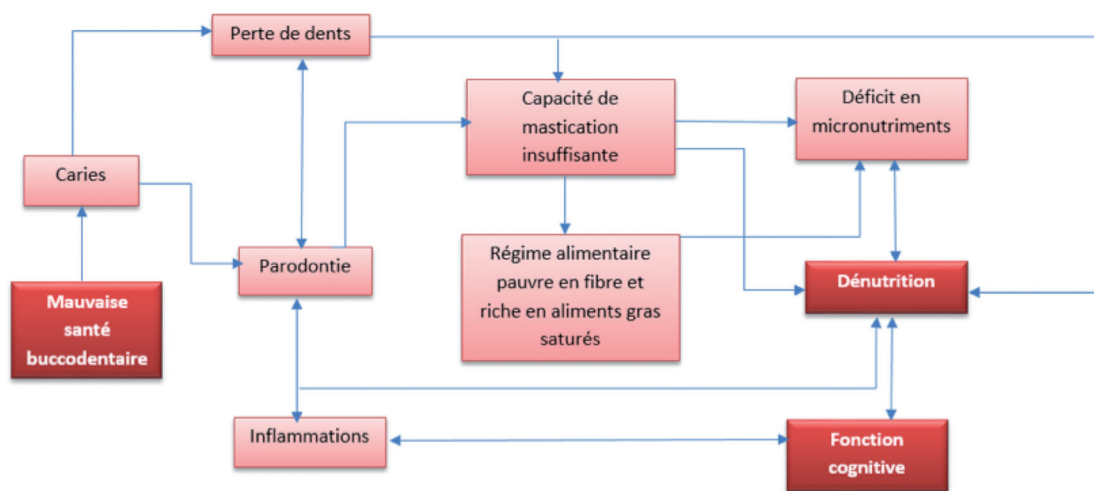 Perte de dents
Capacité de
mastication
insuffisante
Déficit en
micronutriments
Caries
Parodontie
Régime alimentaire
pauvre en fibre et
riche en aliments gras
saturés
Mauvaise
santé
buccodentaire
Dénutrition
Inflammations
Fonction
cognitive